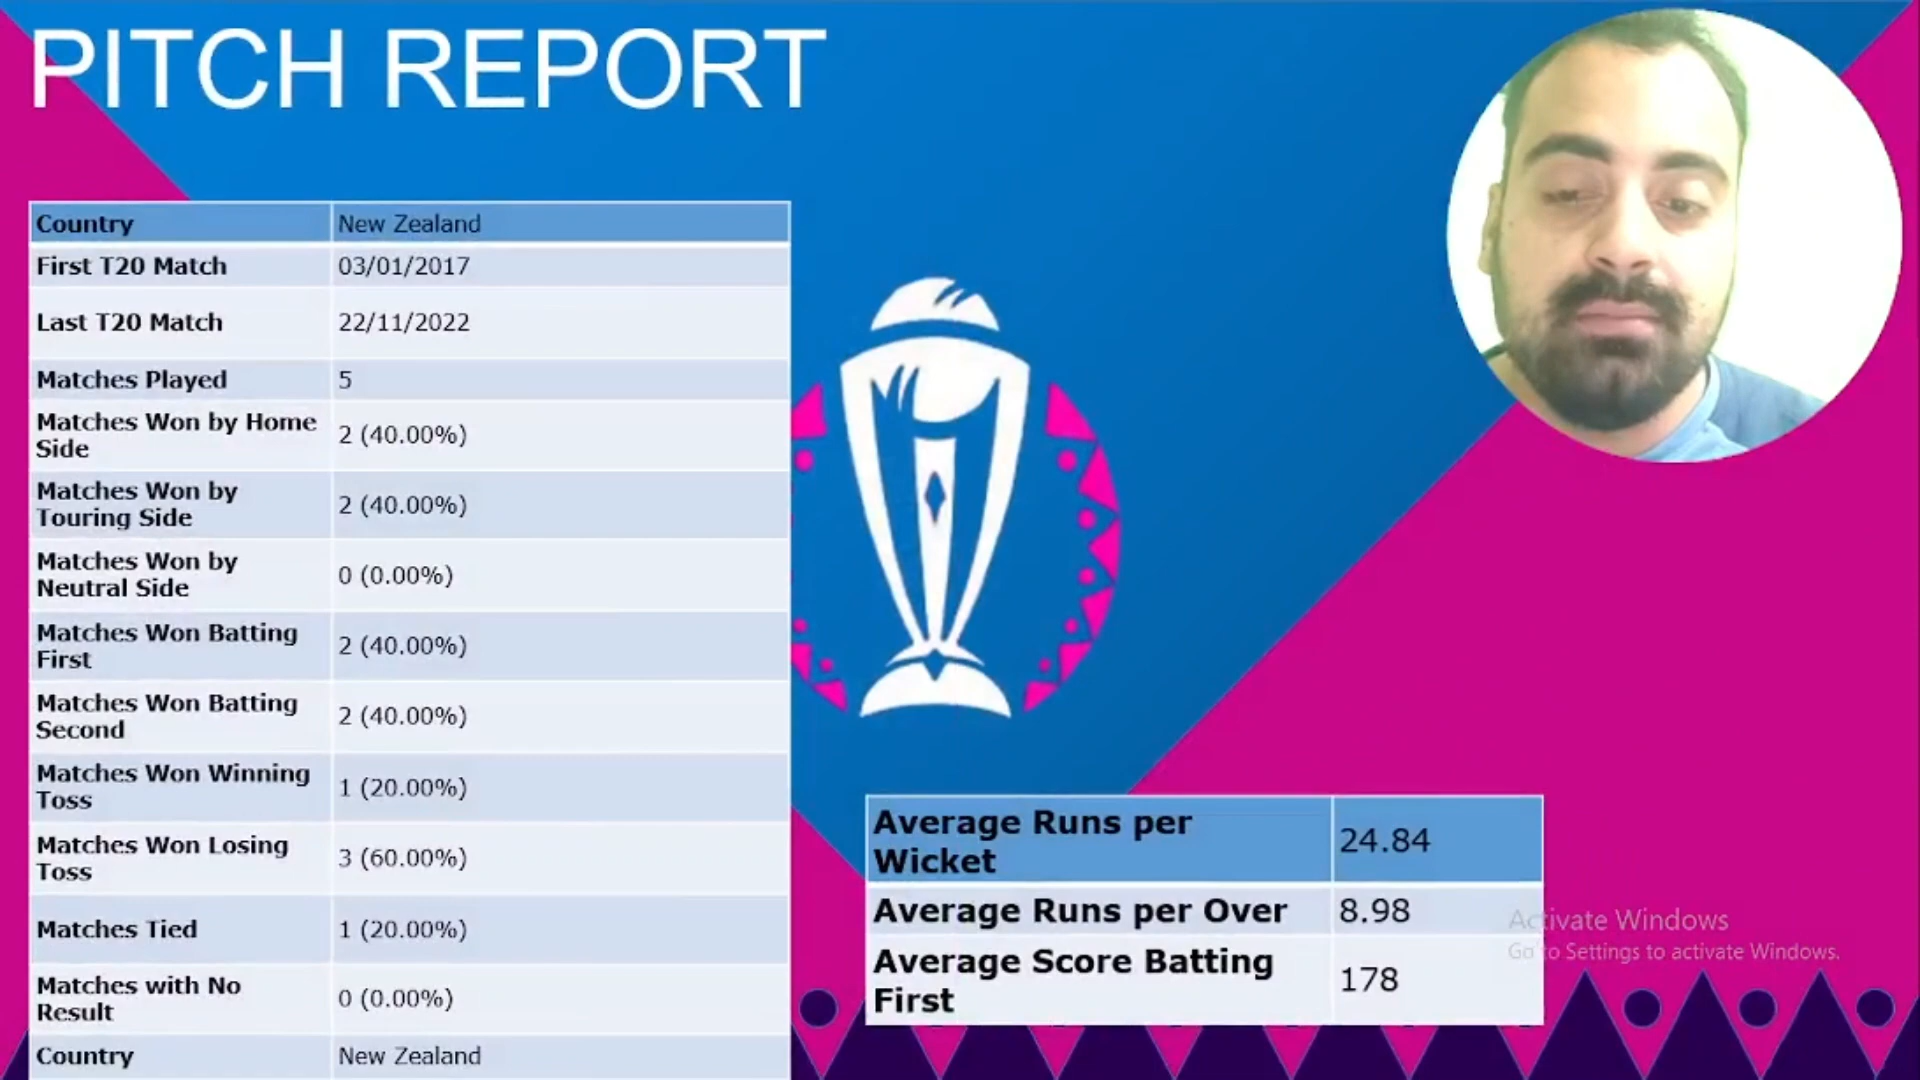 PITCH REPORT
Country New Zealand
First T20 Match 03/01/2017
Last T20 Match 22/11/2022
Matches Played 5
Matches Won by Home
Side 2 (40.00%)
Matches Won by
Touring Side 2 (40.00%)
Matches Won by
Neutral Side 0 (0.00%)
Matches Won Batting
First 2 (40.00%)
Matches Won Batting
Second 2 (40.00%)
Matches Won Winning
Toss 1 (20.00%)
Matches Won Losing
Toss 3 (60.00%)
Matches Tied 1 (20.00%)
Matches with No
Result 0 (0.00%)
Country New Zealand
Average Runs per
Wicket 24.84
Average Runs per Over 8.98
Average Score Batting
First 178
Activate Windows
Go to Settings to activate Windows.